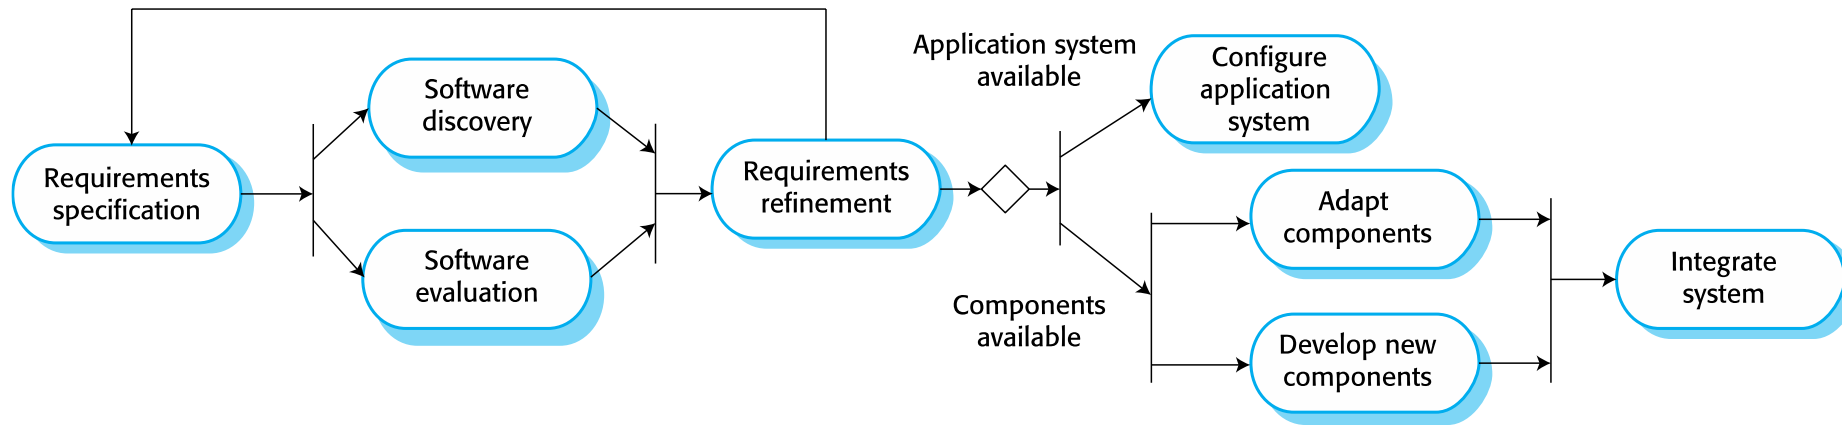 Requirements
specification
Software
discovery
Software
evaluation
Requirements
refinement
Application system
available
Components
available
Configure
application
system
Adapt
components
Develop new
components
Integrate
system